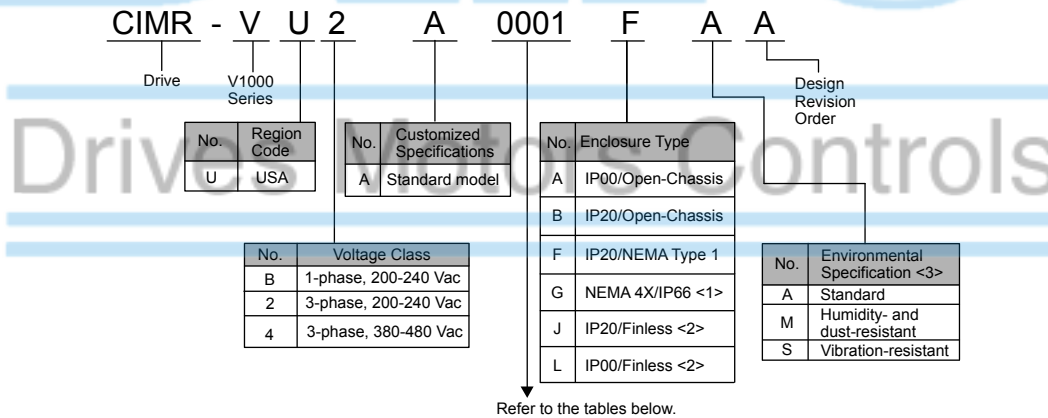 CIMR - V U 2 A 0001 F A A
Drive
V1000
Series
Design
Revision
Order
No. Region Code
U USA
No. Customized Specifications
A Standard model
No. Enclosure Type
A IP00/Open-Chassis
B IP20/Open-Chassis
F IP20/NEMA Type 1
G NEMA 4X/IP66 <1>
J IP20/Finless <2>
L IP00/Finless <2>
No. Voltage Class
B 1-phase, 200-240 Vac
2 3-phase, 200-240 Vac
4 3-phase, 380-480 Vac
No. Environmental Specification <3>
A Standard
M Humidity- and dust-resistant
S Vibration-resistant
Refer to the tables below.
Drives Motors Controls